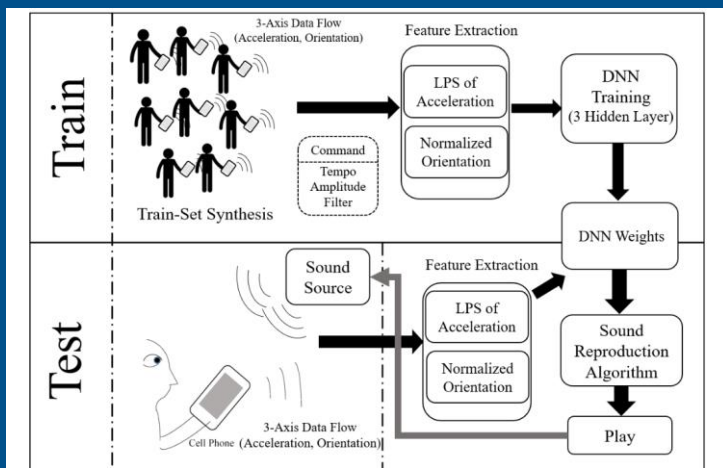 Train
3-Axis Data Flow
(Acceleration, Orientation)
Train-Set Synthesis
Command
Tempo
Amplitude
Filter
Feature Extraction
LPS of
Acceleration
Normalized
Orientation
DNN
Training
(3 Hidden Layer)
DNN Weights
Test
Sound
Source
Cell Phone
3-Axis Data Flow
(Acceleration, Orientation)
Feature Extraction
LPS of
Acceleration
Normalized
Orientation
Sound
Reproduction
Algorithm
Play